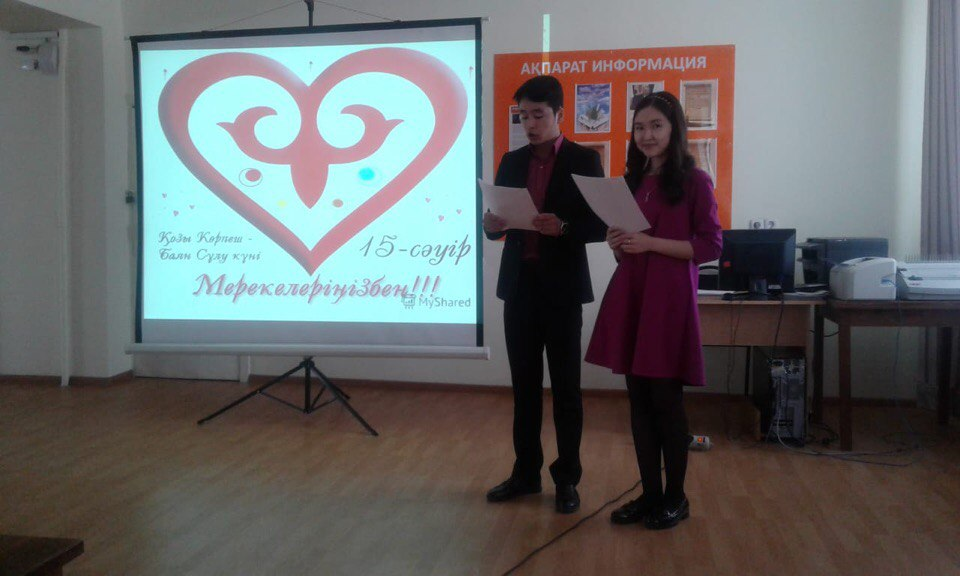 АҚПАРАТ ИНФОРМАЦИЯ
Қозы Көрпеш -
Баян Сұлу күні
15-сәуір
Мерекелеріңізбен!!!
MyShared